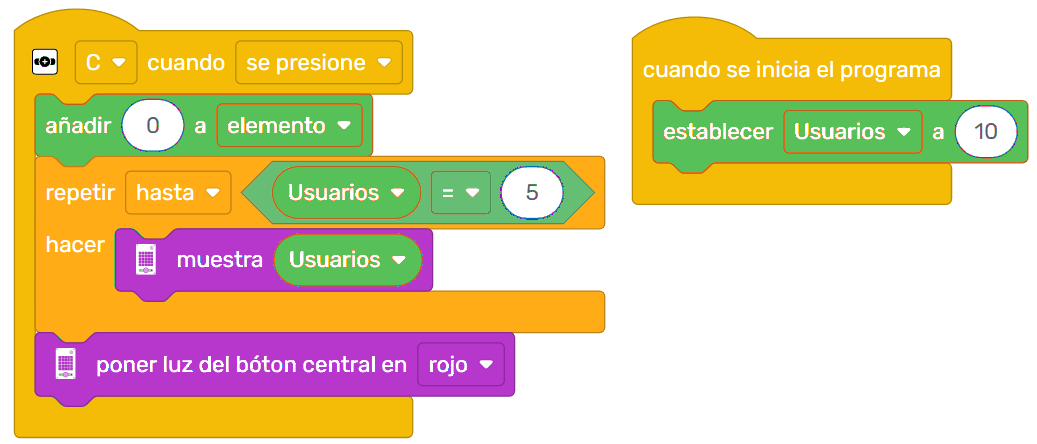 C cuando se presione
añadir 0 a elemento
repetir hasta Usuarios = 5
hacer
muestra Usuarios
poner luz del bóton central en rojo
cuando se inicia el programa
establecer Usuarios a 10